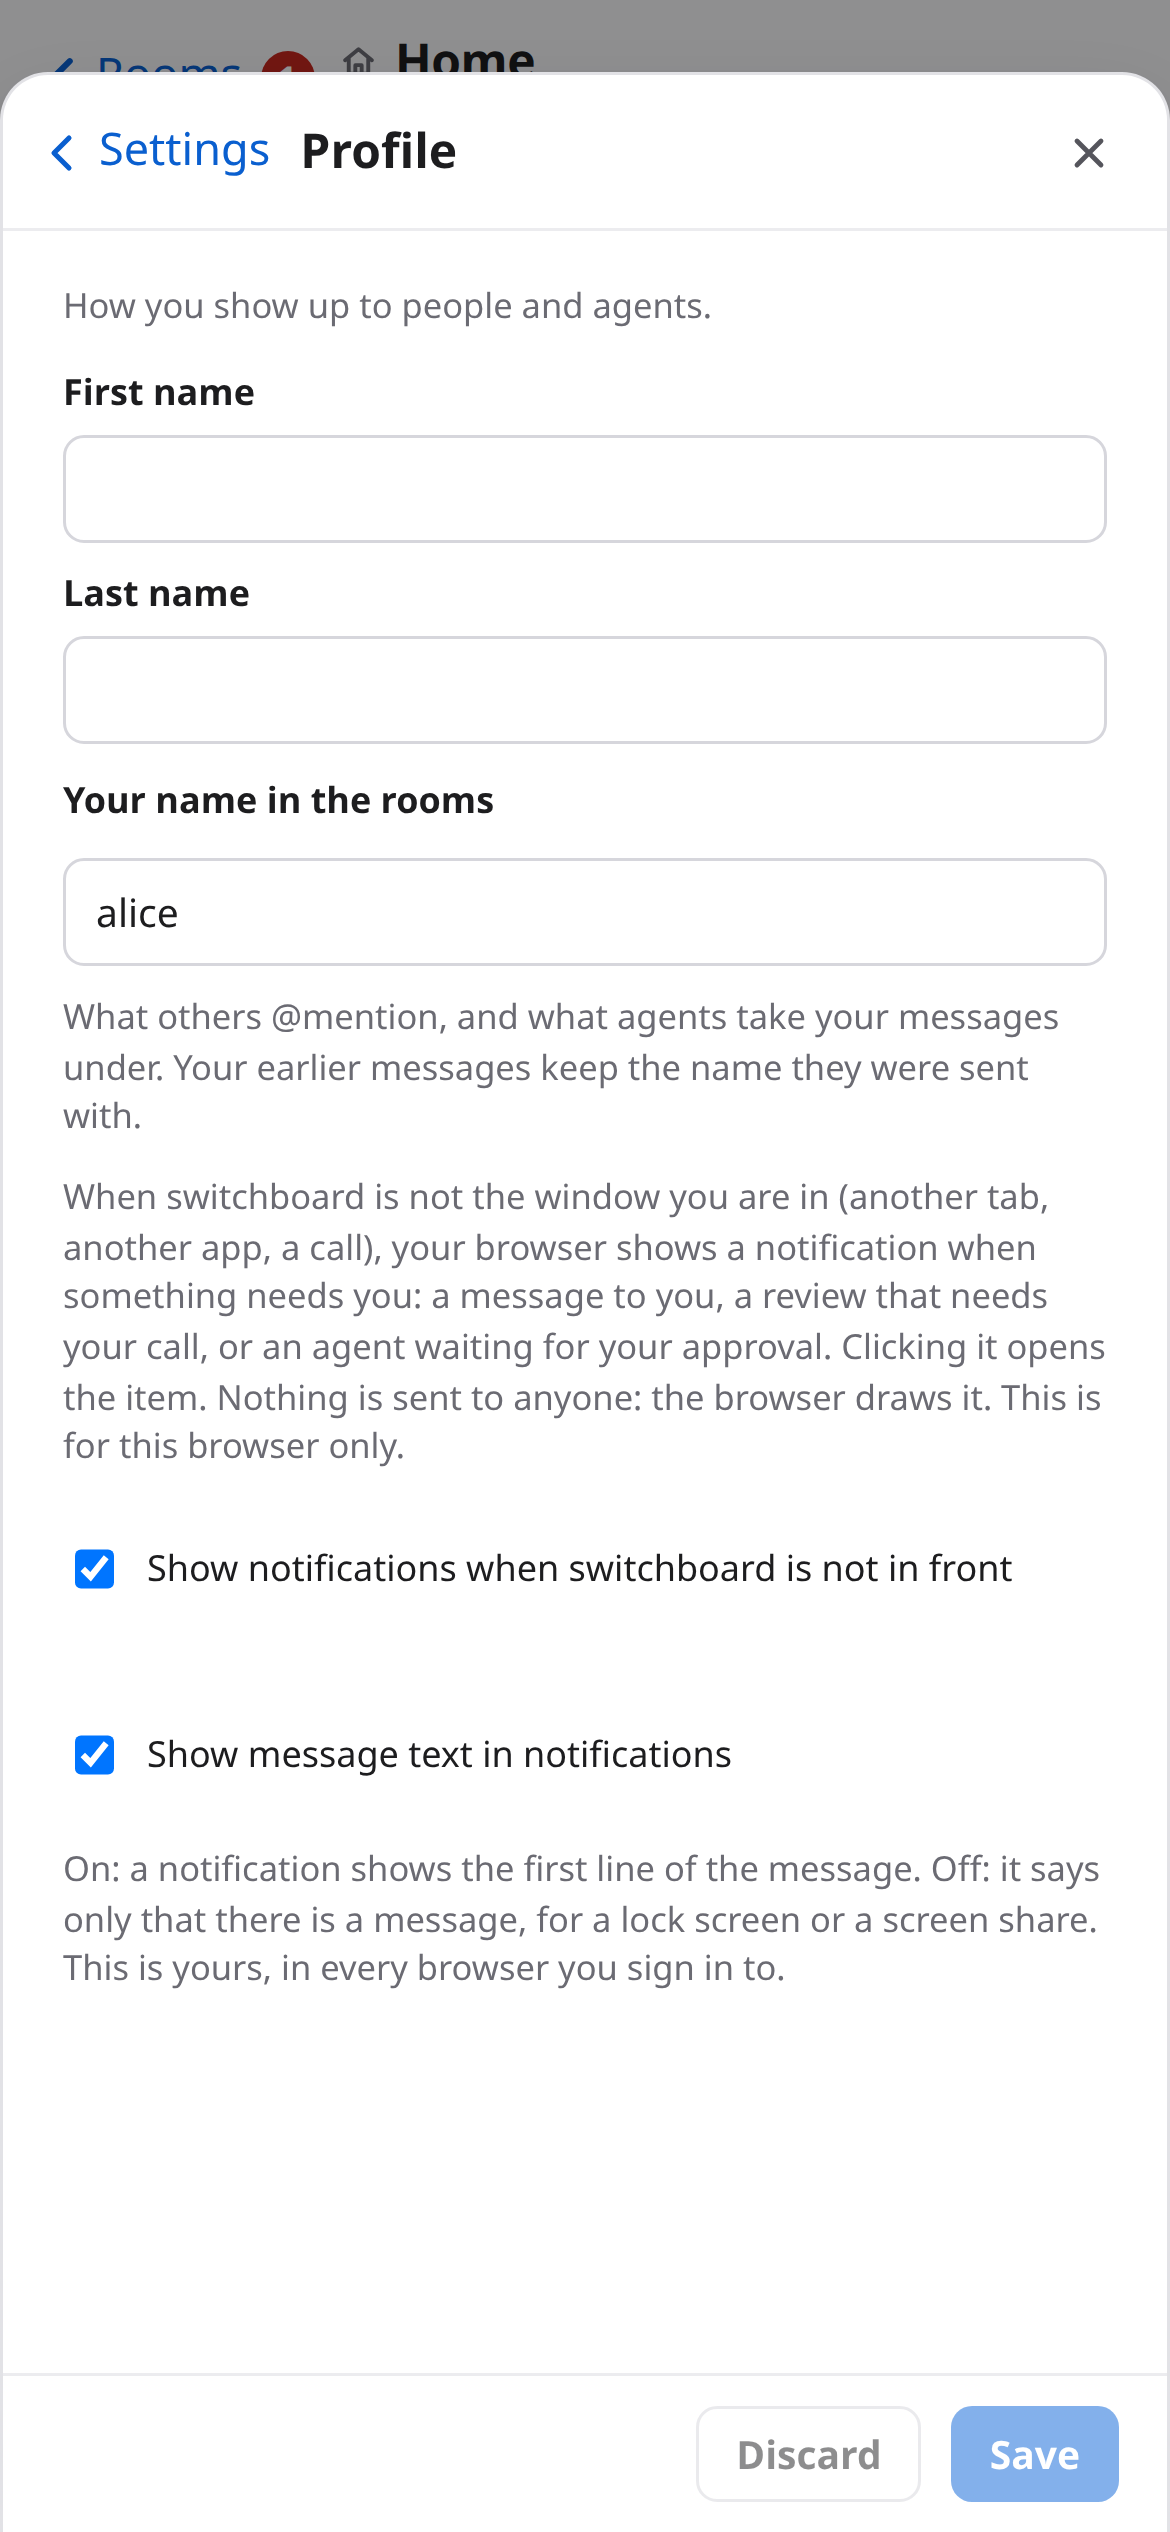 Rooms Home
Settings Profile
How you show up to people and agents.
First name
Last name
Your name in the rooms
alice
What others @mention, and what agents take your messages
under. Your earlier messages keep the name they were sent
with.
When switchboard is not the window you are in (another tab,
another app, a call), your browser shows a notification when
something needs you: a message to you, a review that needs
your call, or an agent waiting for your approval. Clicking it opens
the item. Nothing is sent to anyone: the browser draws it. This is
for this browser only.
Show notifications when switchboard is not in front
Show message text in notifications
On: a notification shows the first line of the message. Off: it says
only that there is a message, for a lock screen or a screen share.
This is yours, in every browser you sign in to.
Discard Save